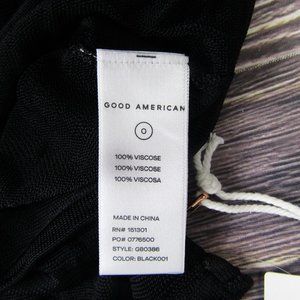 GOOD AMERICAN
0
100% VISCOSE
100% VISCOSE
100% VISCOSA
MADE IN CHINA
RN# 151301
PO# 0776500
STYLE: GB0386
COLOR: BLACK001